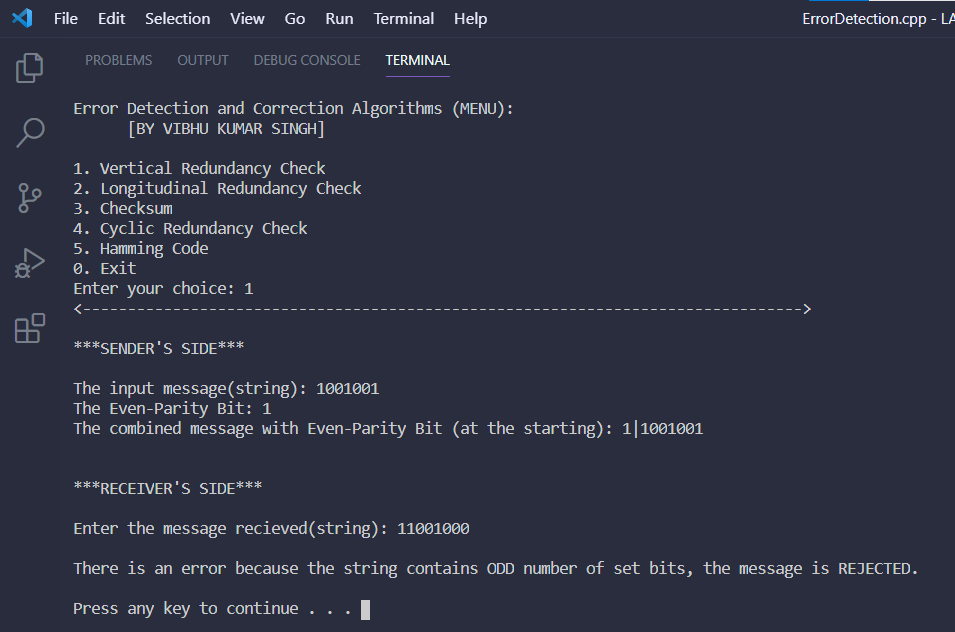 File Edit Selection View Go Run Terminal Help ErrorDetection.cpp - LA
PROBLEMS OUTPUT DEBUG CONSOLE TERMINAL
Error Detection and Correction Algorithms (MENU):
[BY VIBHU KUMAR SINGH]
1. Vertical Redundancy Check
2. Longitudinal Redundancy Check
3. Checksum
4. Cyclic Redundancy Check
5. Hamming Code
0. Exit
Enter your choice: 1
<-------------------------------------------------------------------------------->
***SENDER'S SIDE***
The input message(string): 1001001
The Even-Parity Bit: 1
The combined message with Even-Parity Bit (at the starting): 1|1001001
***RECEIVER'S SIDE***
Enter the message recieved(string): 11001000
There is an error because the string contains ODD number of set bits, the message is REJECTED.
Press any key to continue . . .